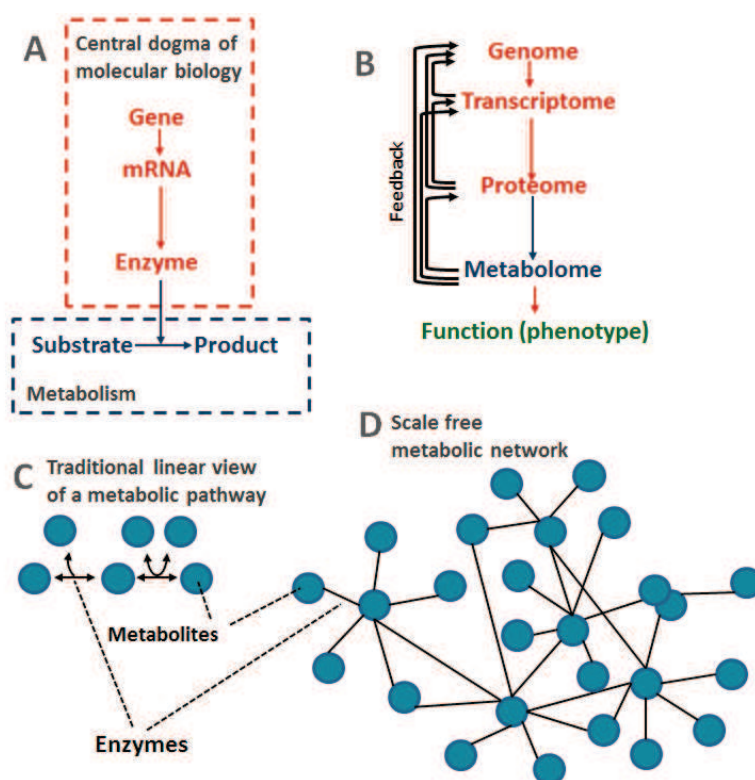 A
Central dogma of
molecular biology
Gene
mRNA
Enzyme
Substrate
Product
Metabolism
B
Genome
Transcriptome
Proteome
Metabolome
Function (phenotype)
Feedback
C
Traditional linear view
of a metabolic pathway
Metabolites
Enzymes
D
Scale free
metabolic network